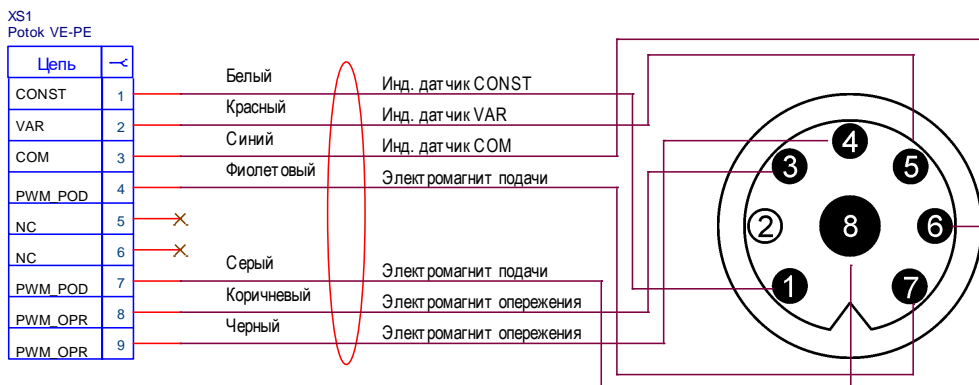 XS1
Potok VE-PE
Цепь
CONST 1 Белый Инд. датчик CONST
VAR 2 Красный Инд. датчик VAR
COM 3 Синий Инд. датчик COM
PWM_POD 4 Фиолетовый Электромагнит подачи
NC 5
NC 6
PWM_POD 7 Серый Электромагнит подачи
PWM_OPR 8 Коричневый Электромагнит опережения
PWM_OPR 9 Черный Электромагнит опережения
4
3 5
2 8 6
1 7